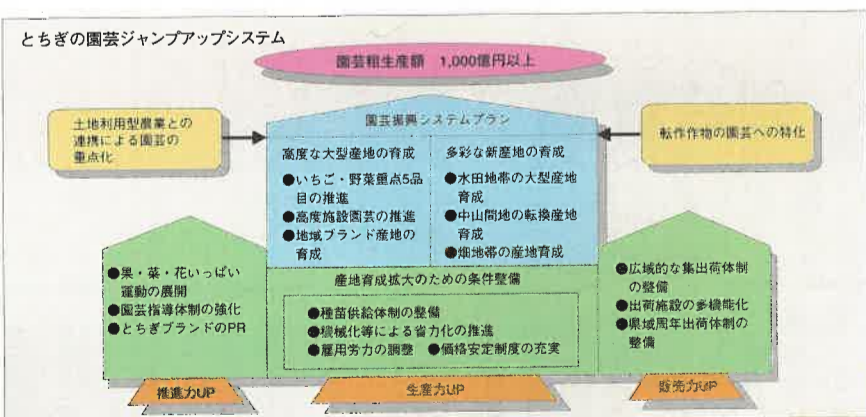 とちぎの園芸ジャンプアップシステム
園芸粗生産額 1,000億円以上
土地利用型農業との
連携による園芸の
重点化
園芸振興システムプラン
転作作物の園芸への特化
高度な大型産地の育成
●いちご・野菜重点5品
目の推進
●高度施設園芸の推進
●地域ブランド産地の
育成
多彩な新産地の育成
●水田地帯の大型産地
育成
●中山間地の転換産地
育成
●畑地帯の産地育成
●果・菜・花いっぱい
運動の展開
●園芸指導体制の強化
●とちぎブランドのPR
産地育成拡大のための条件整備
●種苗供給体制の整備
●機械化等による省力化の推進
●雇用労力の調整 ●価格安定制度の充実
●広域的な集出荷体制
の整備
●出荷施設の多機能化
●県域周年出荷体制の
整備
推進力UP
生産力UP
販売力UP